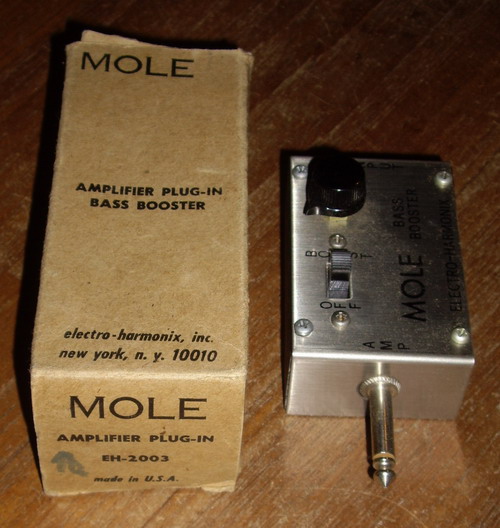 MOLE
AMPLIFIER PLUG-IN
BASS BOOSTER
electro-harmonix, inc.
new york, n. y. 10010
MOLE
AMPLIFIER PLUG-IN
EH-2003
made in U.S.A.
BOOST
OFF
AMP
MOLE
BASS
BOOSTER
ELECTRO-HARMONIX